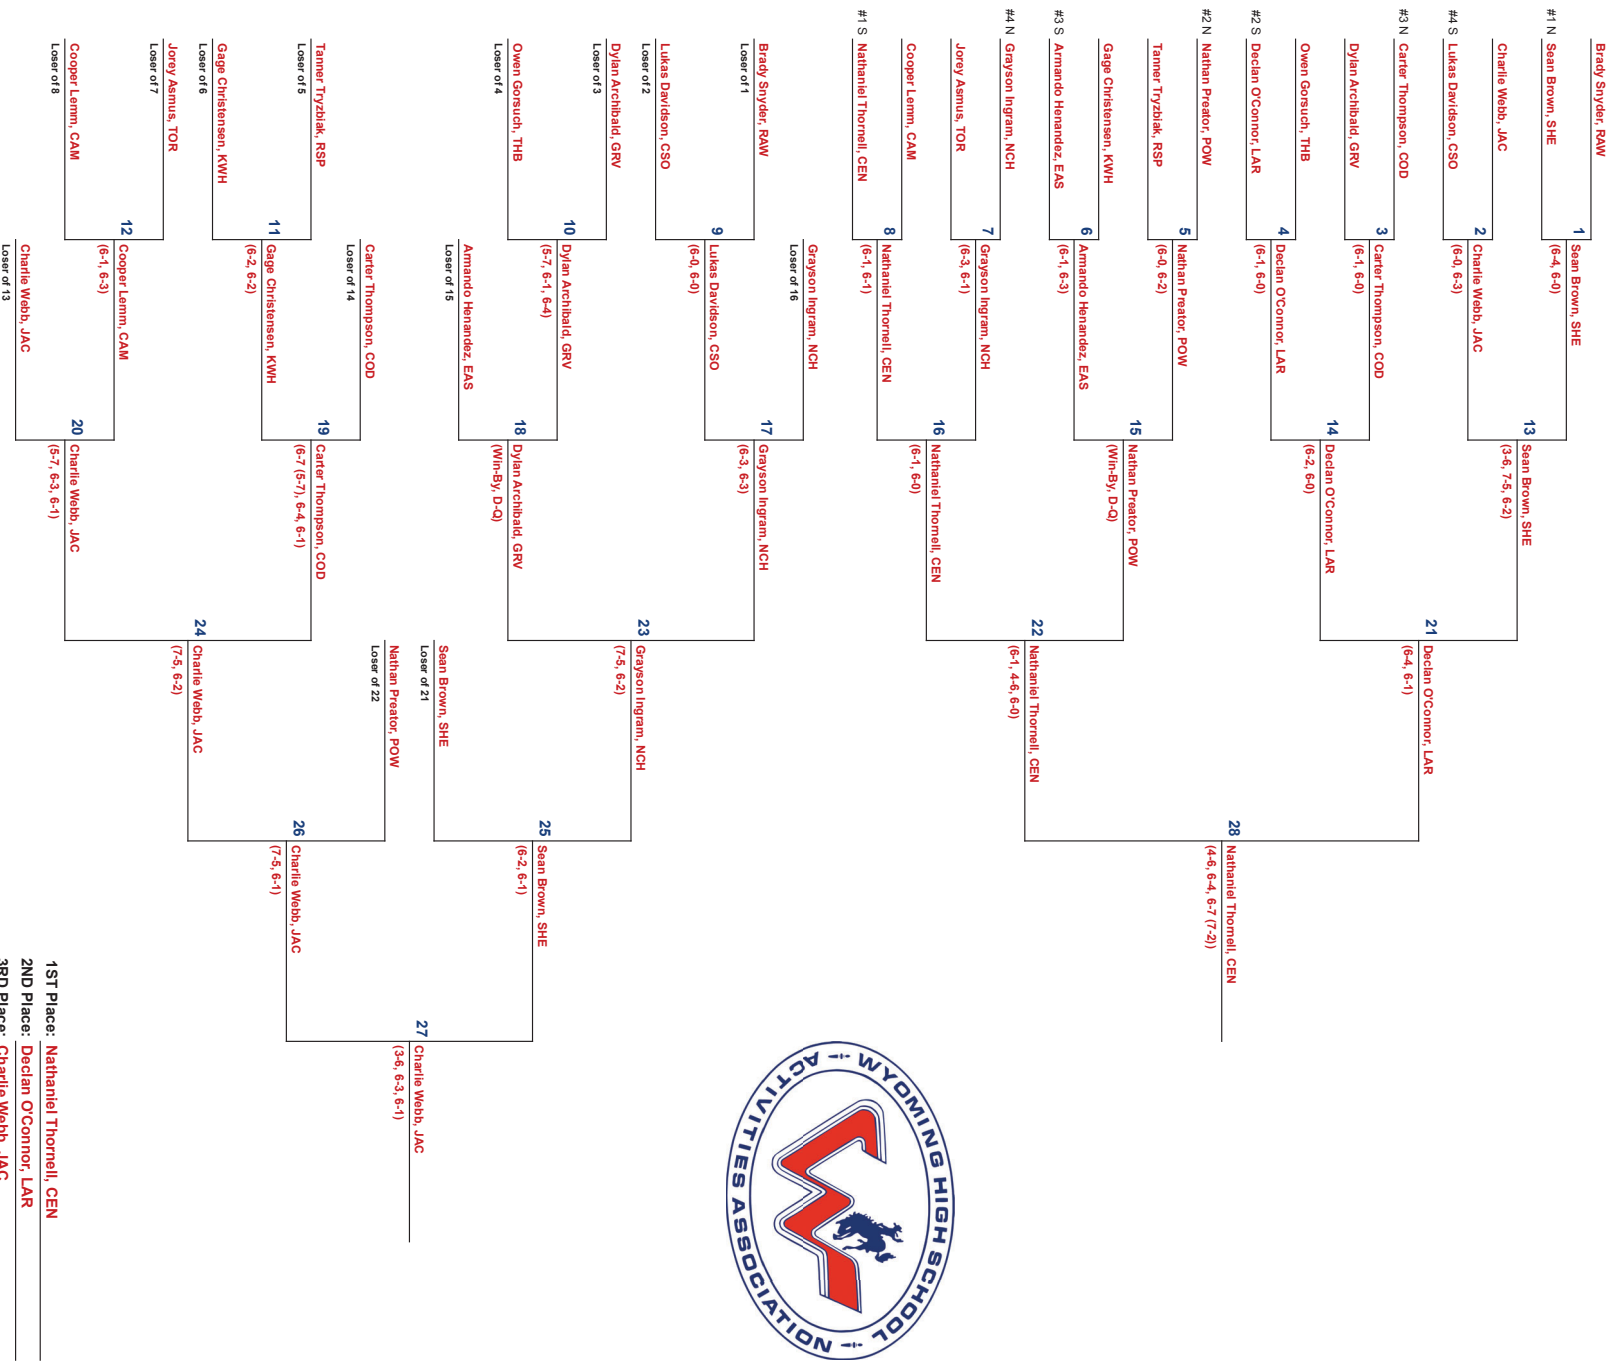 Brady Snyder, RAW
#1 N Sean Brown, SHE
Charlie Webb, JAC
#4 S Lukas Davidson, CSO
#3 N Carter Thompson, COD
Dylan Archibald, GRV
Owen Gorsuch, THB
#2 S Declan O'Connor, LAR
#2 N Nathan Preator, POW
Tanner Tryzbiak, RSP
Gage Christensen, KWH
#3 S Armando Henandez, EAS
#4 N Grayson Ingram, NCH
Jorey Asmus, TOR
Cooper Lemm, CAM
#1 S Nathaniel Thornell, CEN
1 Sean Brown, SHE
(6-4, 6-0)
2 Charlie Webb, JAC
(6-0, 6-3)
3 Carter Thompson, COD
(6-1, 6-0)
4 Declan O'Connor, LAR
(6-1, 6-0)
5 Nathan Preator, POW
(6-0, 6-2)
6 Armando Henandez, EAS
(6-1, 6-3)
7 Grayson Ingram, NCH
(6-3, 6-1)
8 Nathaniel Thornell, CEN
(6-1, 6-1)
13 Sean Brown, SHE
(3-6, 7-5, 6-2)
14 Declan O'Connor, LAR
(6-2, 6-0)
15 Nathan Preator, POW
(Win-By, D-Q)
16 Nathaniel Thornell, CEN
(6-1, 6-0)
21 Declan O'Connor, LAR
(6-4, 6-1)
22 Nathaniel Thornell, CEN
(6-1, 4-6, 6-0)
28 Nathaniel Thornell, CEN
(4-6, 6-4, 6-7 (7-2))
Brady Snyder, RAW
Loser of 1
Lukas Davidson, CSO
Loser of 2
Dylan Archibald, GRV
Loser of 3
Owen Gorsuch, THB
Loser of 4
Tanner Tryzbiak, RSP
Loser of 5
Gage Christensen, KWH
Loser of 6
Jorey Asmus, TOR
Loser of 7
Cooper Lemm, CAM
Loser of 8
Grayson Ingram, NCH
Loser of 16
9 Lukas Davidson, CSO
(6-0, 6-0)
10 Dylan Archibald, GRV
(5-7, 6-1, 6-4)
Armando Henandez, EAS
Loser of 15
Carter Thompson, COD
Loser of 14
11 Gage Christensen, KWH
(6-2, 6-2)
12 Cooper Lemm, CAM
(6-1, 6-3)
Charlie Webb, JAC
Loser of 13
17 Grayson Ingram, NCH
(6-3, 6-3)
18 Dylan Archibald, GRV
(Win-By, D-Q)
19 Carter Thompson, COD
(6-7 (5-7), 6-4, 6-1)
20 Charlie Webb, JAC
(5-7, 6-3, 6-1)
23 Grayson Ingram, NCH
(7-5, 6-2)
Sean Brown, SHE
Loser of 21
Nathan Preator, POW
Loser of 22
24 Charlie Webb, JAC
(7-5, 6-2)
25 Sean Brown, SHE
(6-2, 6-1)
26 Charlie Webb, JAC
(7-5, 6-1)
27 Charlie Webb, JAC
(3-6, 6-3, 6-1)
WYOMING HIGH SCHOOL
ACTIVITIES ASSOCIATION
1ST Place: Nathaniel Thornell, CEN
2ND Place: Declan O'Connor, LAR
3RD Place: Charlie Webb, JAC